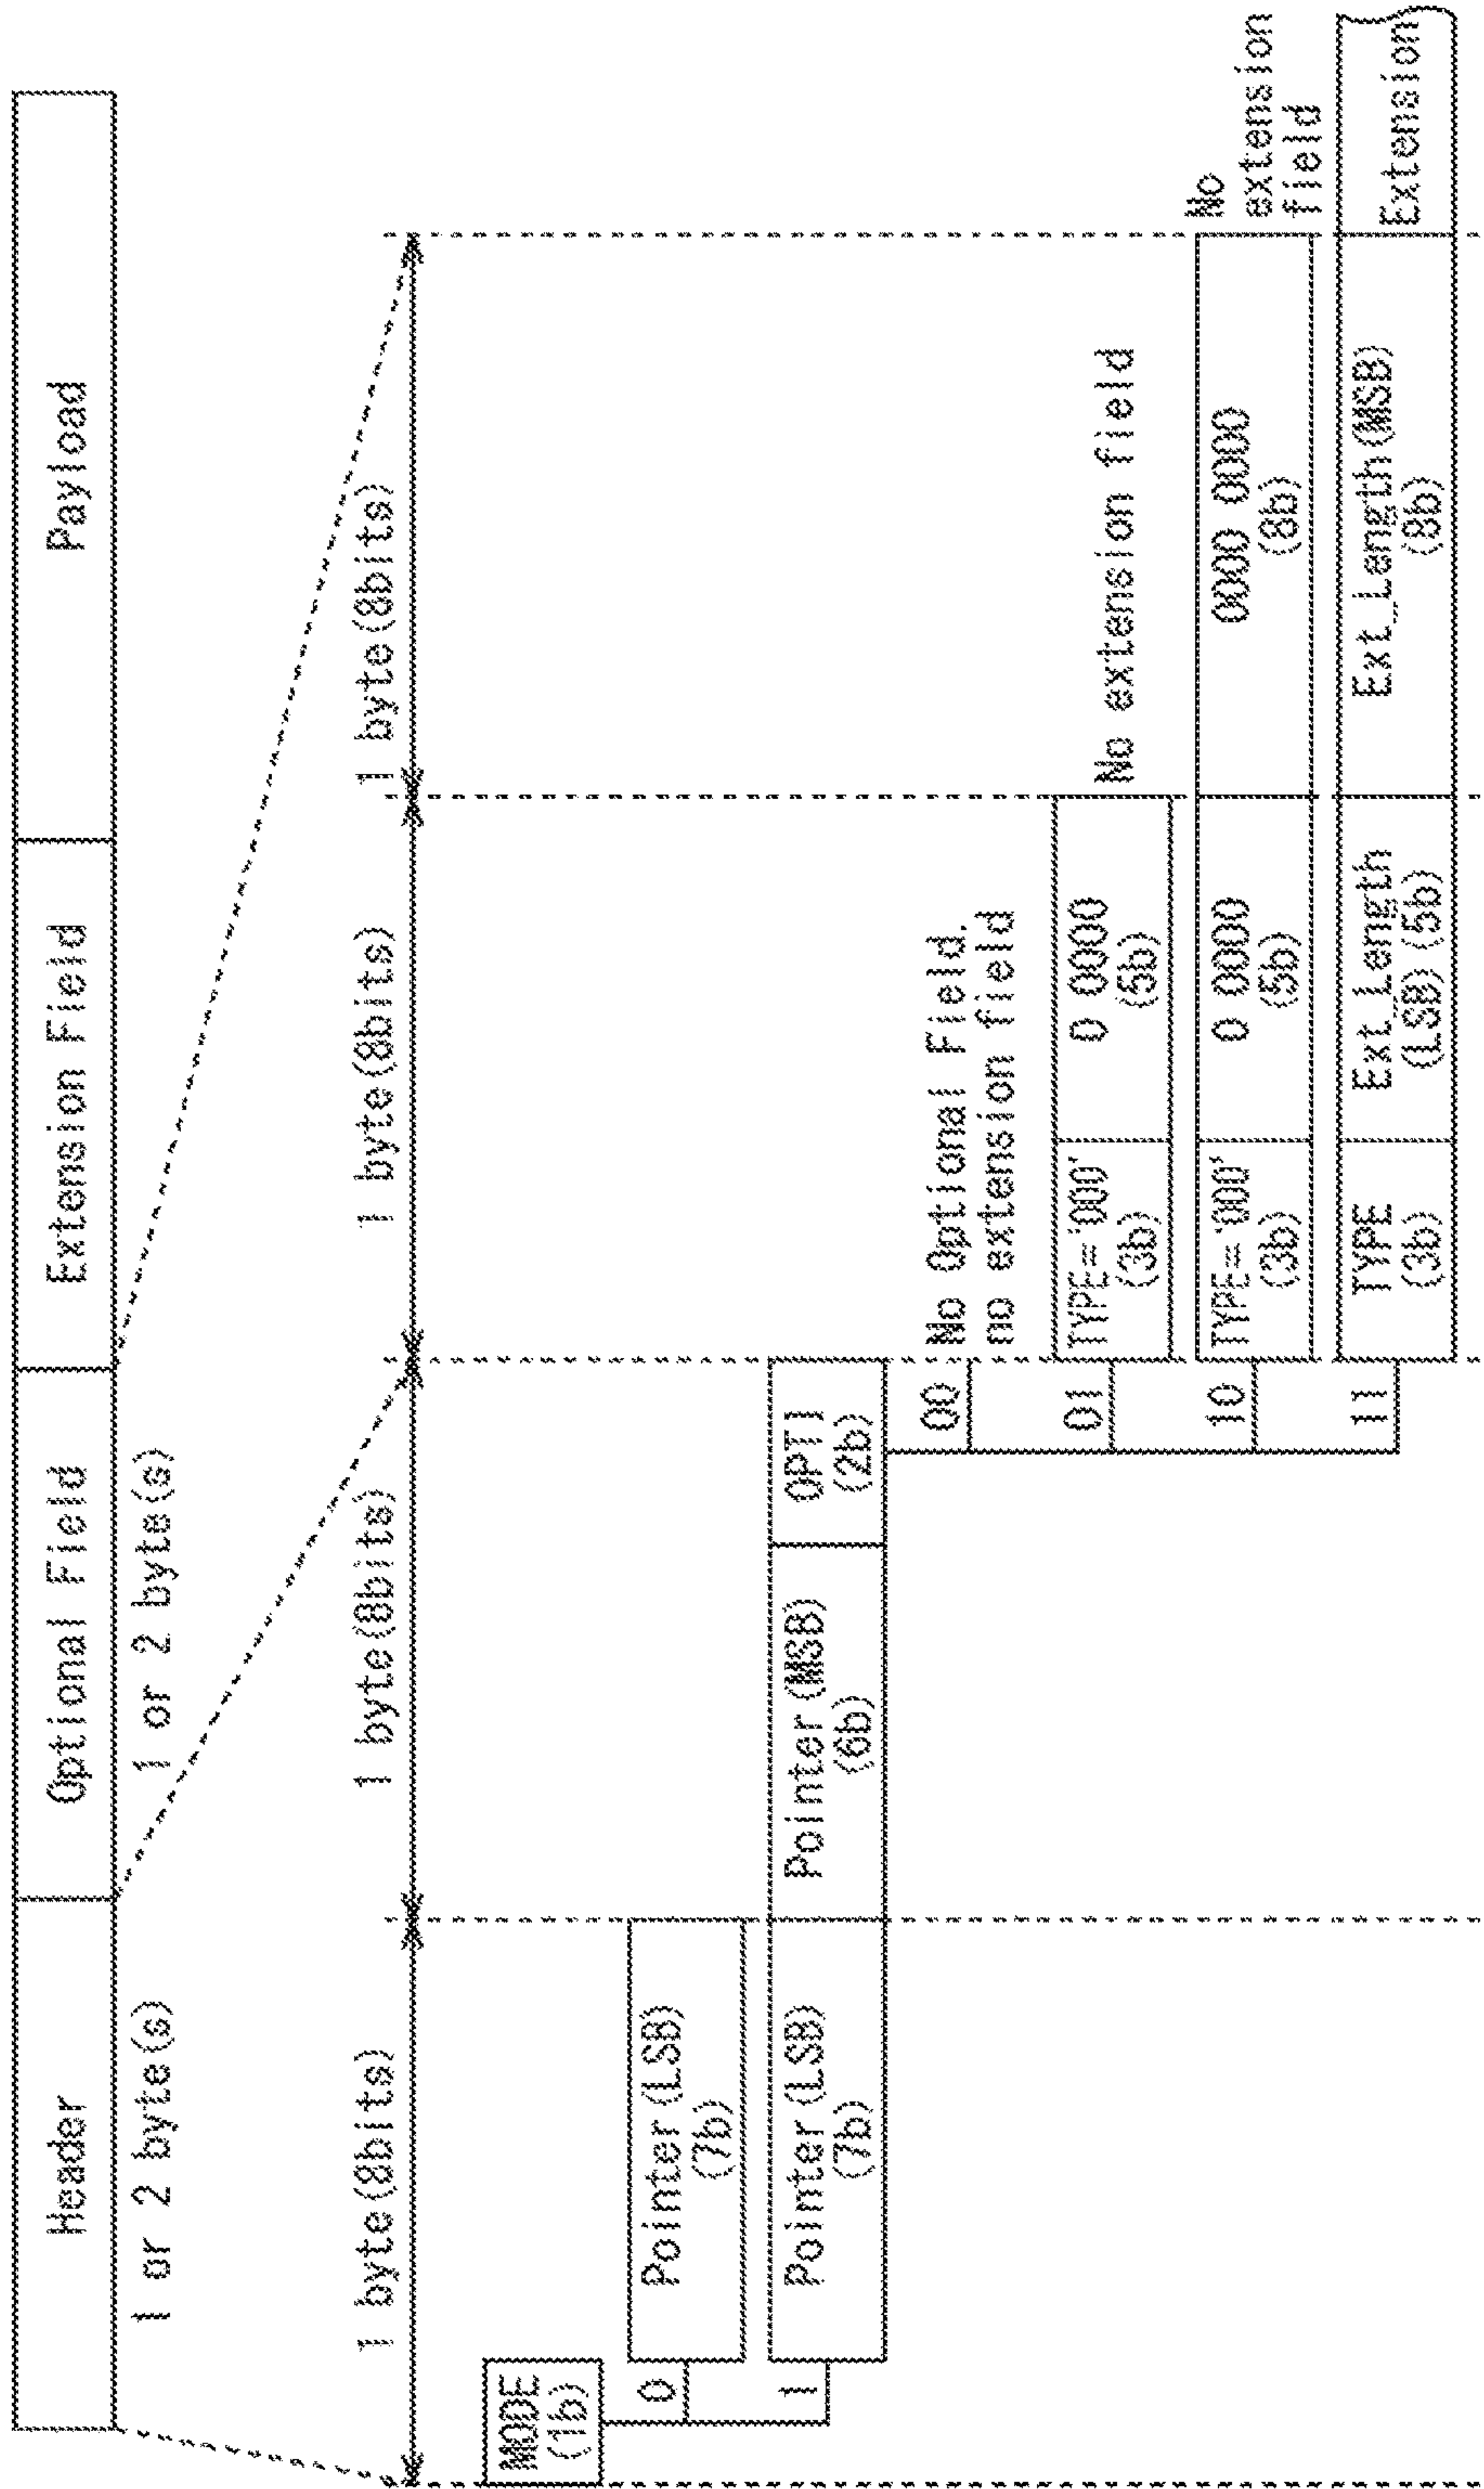 Header
Optional Field
Extension Field
Payload
1 or 2 byte(s)
1 or 2 byte(s)
1 byte(8bits)
1 byte(8bits)
1 byte(8bits)
1 byte(8bits)
MODE
(1b)
0
Pointer(LSB)
(7b)
1
Pointer(LSB)
(7b)
Pointer(MSB)
(6b)
OPTI
(2b)
00
No Optional Field,
no extension field
01
TYPE='000'
(3b)
0 0000
(5b)
No extension field
10
TYPE='000'
(3b)
0 0000
(5b)
0000 0000
(8b)
No
extension
field
11
TYPE
(3b)
Ext_Length
(LSB)(5b)
Ext_Length(MSB)
(8b)
Extension